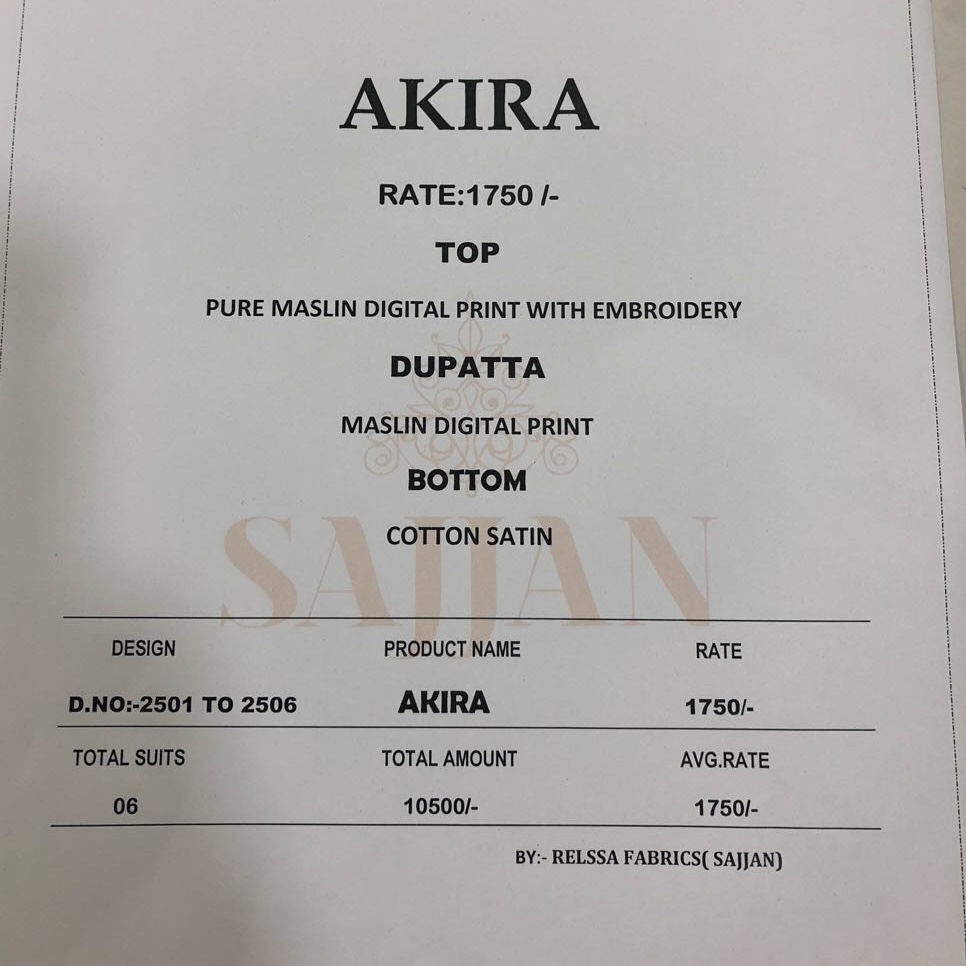 AKIRA
RATE:1750 /-
TOP
PURE MASLIN DIGITAL PRINT WITH EMBROIDERY
DUPATTA
MASLIN DIGITAL PRINT
BOTTOM
COTTON SATIN
SAJJAN
DESIGN PRODUCT NAME RATE
D.NO:-2501 TO 2506 AKIRA 1750/-
TOTAL SUITS TOTAL AMOUNT AVG.RATE
06 10500/- 1750/-
BY:- RELSSA FABRICS( SAJJAN)